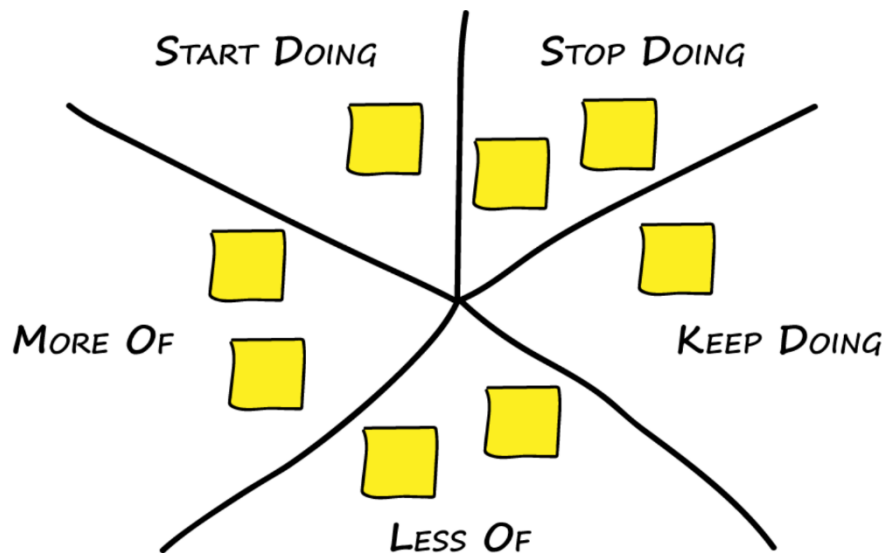 Start Doing
Stop Doing
More Of
Keep Doing
Less Of